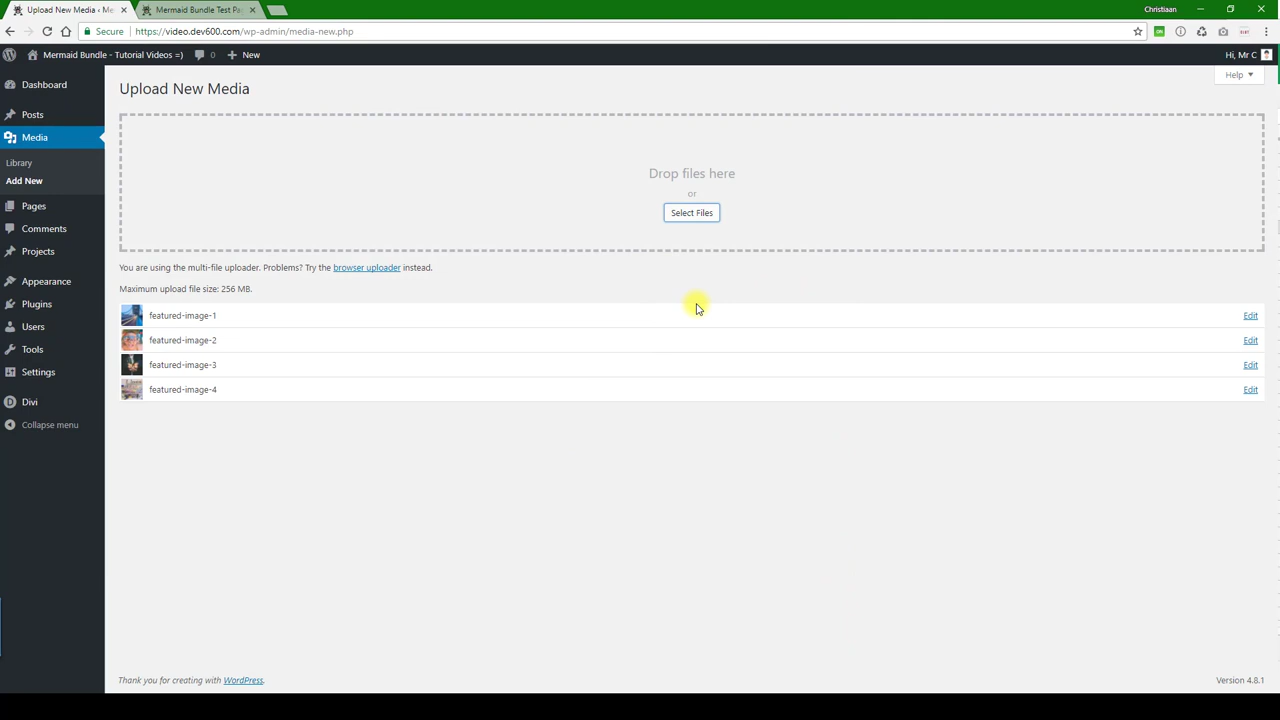 Upload New Media ‹ Me
Mermaid Bundle Test Pa
Christiaan
Secure
https://video.dev600.com/wp-admin/media-new.php
Mermaid Bundle - Tutorial Videos =)
0
New
Hi, Mr C
Dashboard
Posts
Media
Library
Add New
Pages
Comments
Projects
Appearance
Plugins
Users
Tools
Settings
Divi
Collapse menu
Help
Upload New Media
Drop files here
or
Select Files
You are using the multi-file uploader. Problems? Try the browser uploader instead.
Maximum upload file size: 256 MB.
featured-image-1 Edit
featured-image-2 Edit
featured-image-3 Edit
featured-image-4 Edit
Thank you for creating with WordPress.
Version 4.8.1